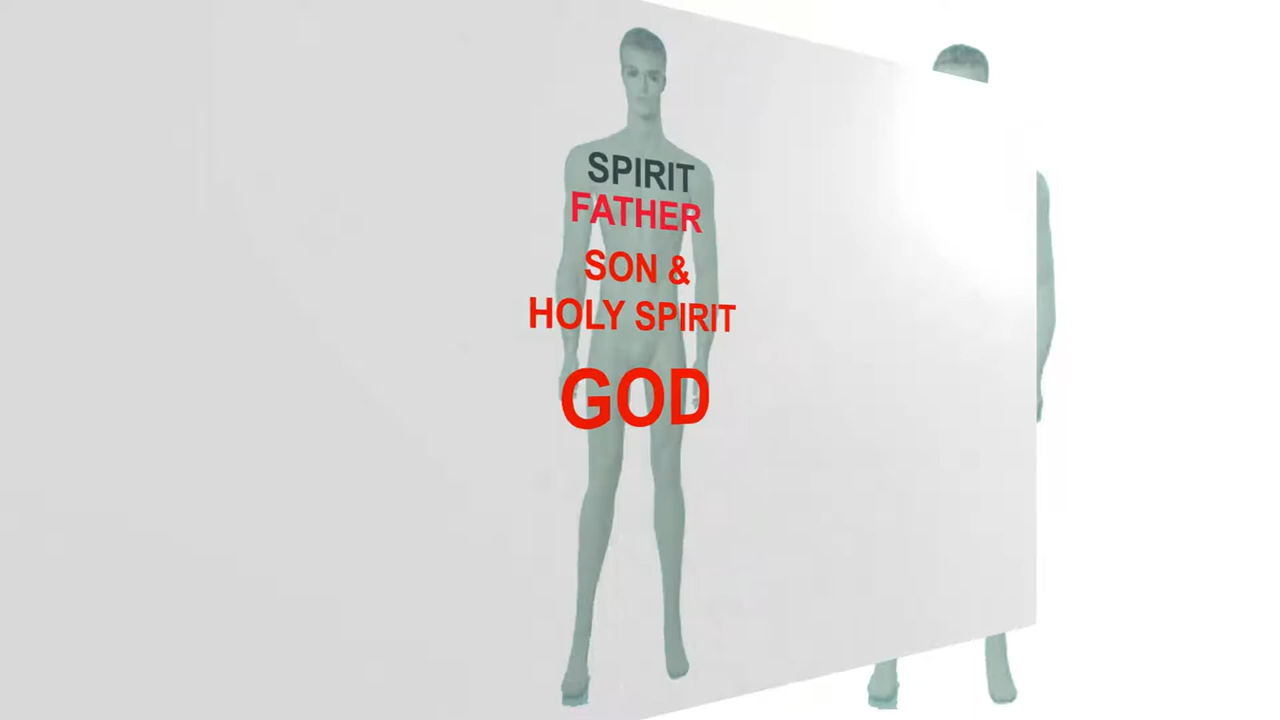 SPIRIT
FATHER
SON &
HOLY SPIRIT
GOD